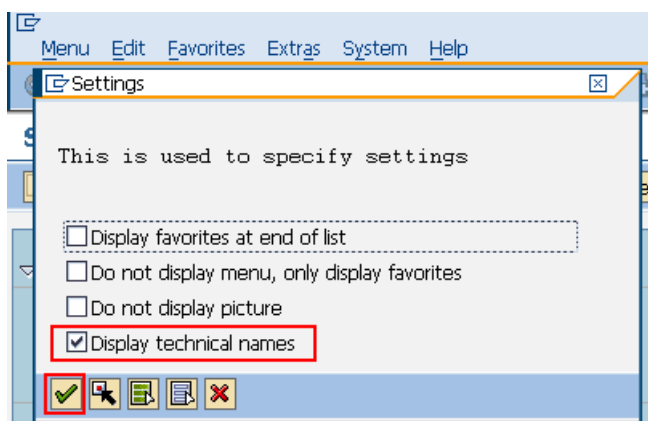 Menu Edit Favorites Extras System Help
Settings
This is used to specify settings
Display favorites at end of list
Do not display menu, only display favorites
Do not display picture
Display technical names